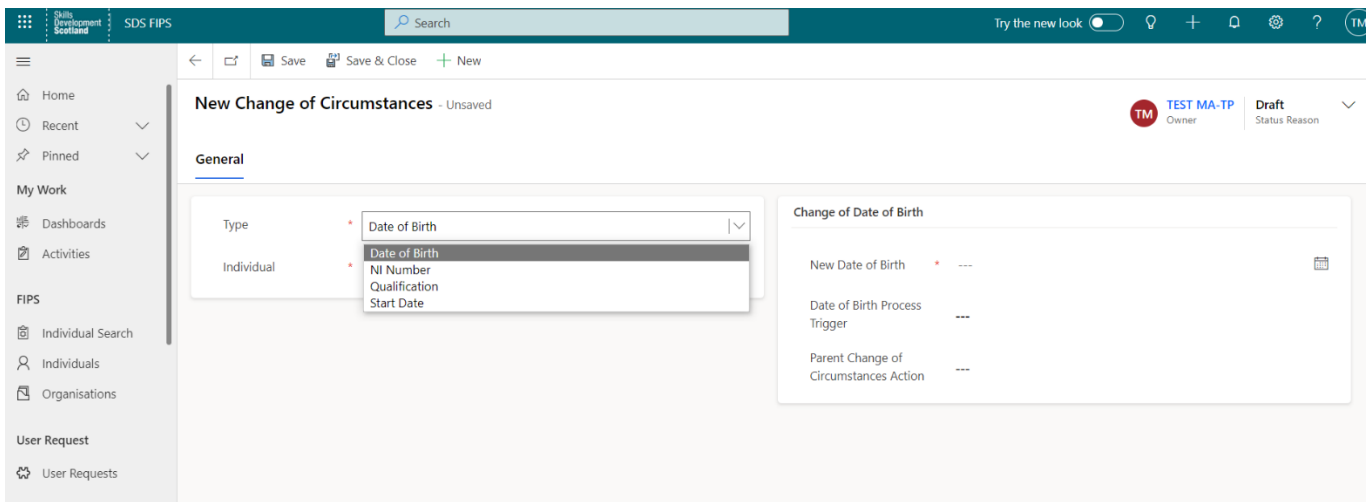 Skills
Development
Scotland
SDS FIPS
Search
Try the new look
?
TM
Save
Save & Close
New
Home
Recent
Pinned
My Work
Dashboards
Activities
FIPS
Individual Search
Individuals
Organisations
User Request
User Requests
New Change of Circumstances - Unsaved
TM
TEST MA-TP
Owner
Draft
Status Reason
General
Type * Date of Birth
Date of Birth
NI Number
Qualification
Start Date
Individual *
Change of Date of Birth
New Date of Birth * ---
Date of Birth Process
Trigger
---
Parent Change of
Circumstances Action
---